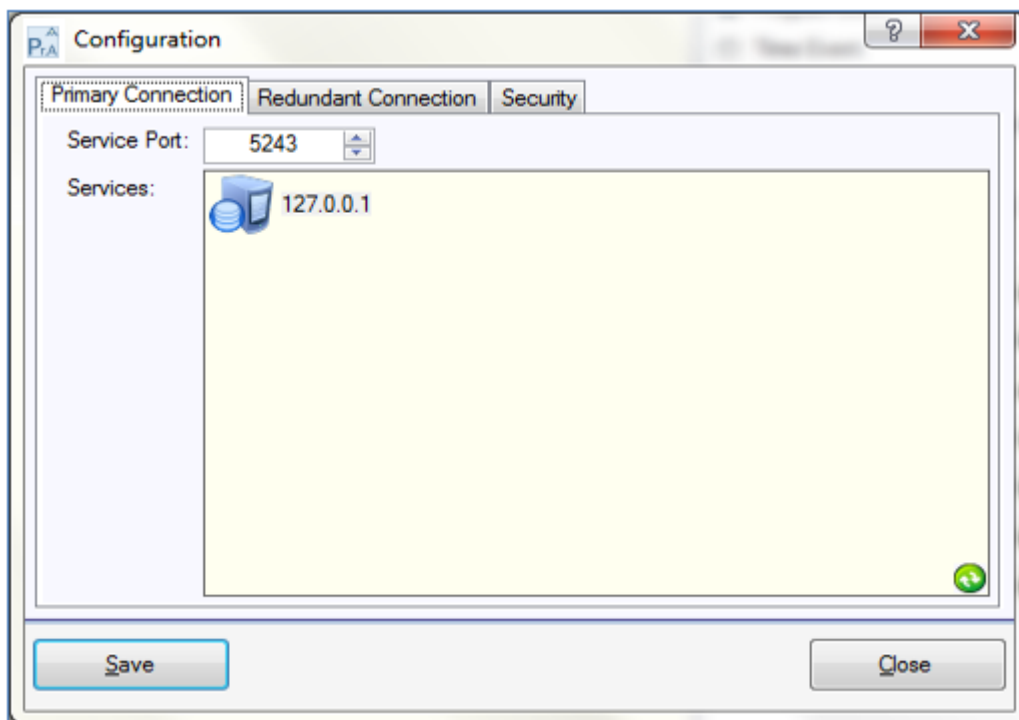 PrA Configuration
Primary Connection Redundant Connection Security
Service Port: 5243
Services:
127.0.0.1
Save Close